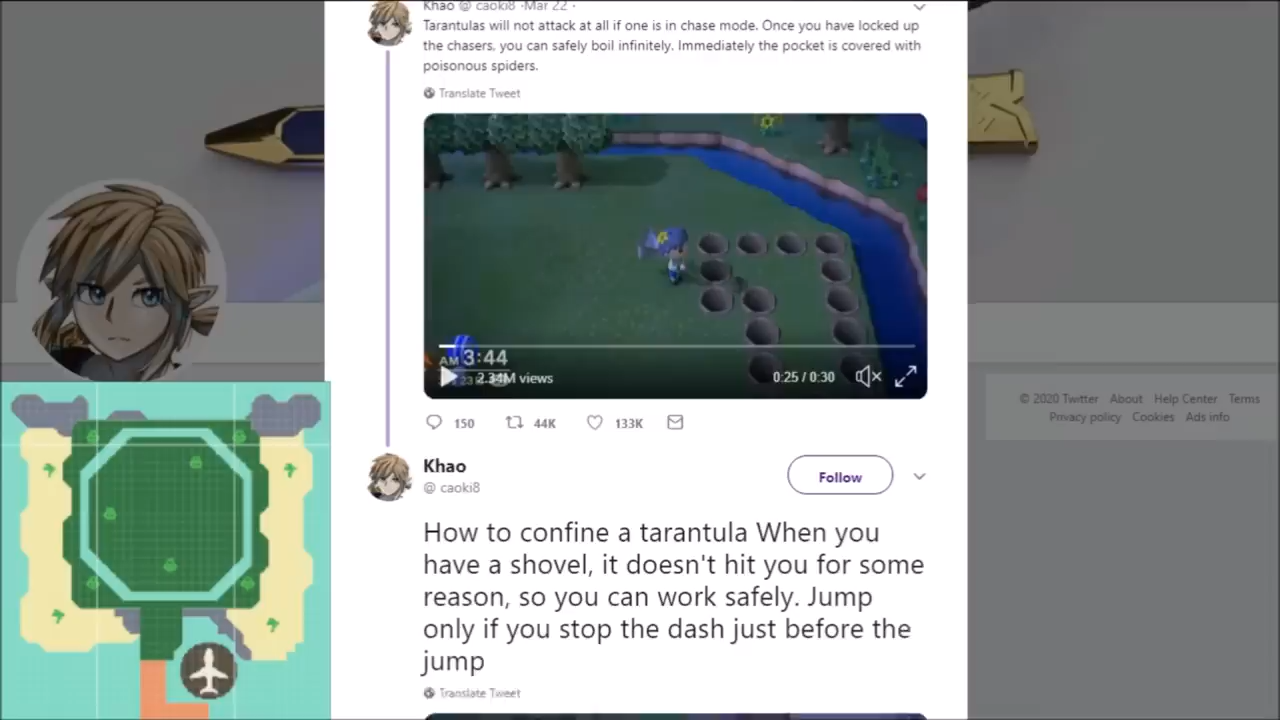 Khao @ caoki8 · Mar 22 ·
Tarantulas will not attack at all if one is in chase mode. Once you have locked up
the chasers, you can safely boil infinitely. Immediately the pocket is covered with
poisonous spiders.
Translate Tweet
AM 3:44
2.34M views
0:25 / 0:30
150
44K
133K
Khao
@ caoki8
Follow
How to confine a tarantula When you
have a shovel, it doesn't hit you for some
reason, so you can work safely. Jump
only if you stop the dash just before the
jump
Translate Tweet
© 2020 Twitter About Help Center Terms
Privacy policy Cookies Ads info